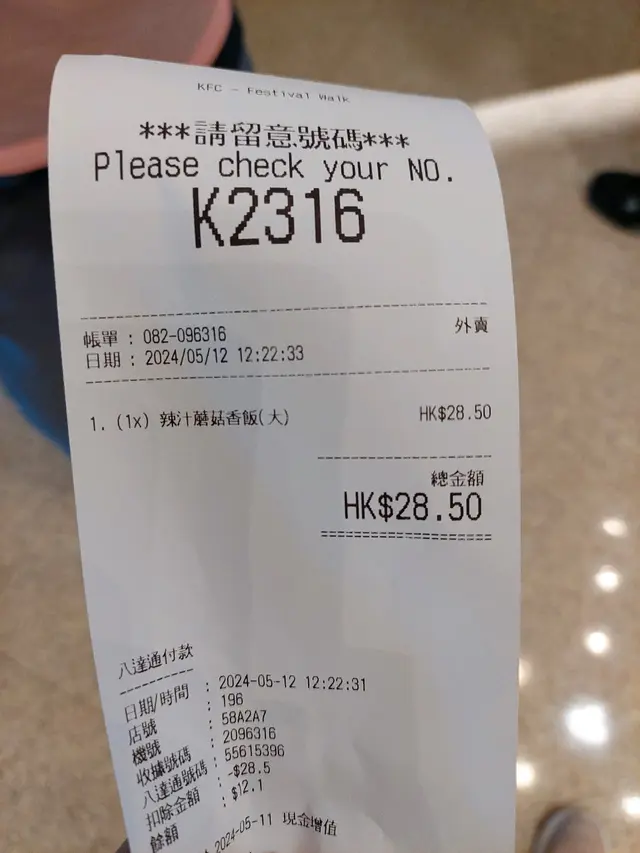 KFC - Festival Walk
***請留意號碼***
Please check your NO.
K2316
帳單 : 082-096316 外賣
日期 : 2024/05/12 12:22:33
1. (1x) 辣汁蘑菇香飯(大) HK$28.50
總金額
HK$28.50
八達通付款
日期/時間 : 2024-05-12 12:22:31
店號 : 196
機號 : 58A2A7
收據號碼 : 2096316
八達通號碼 : 55615396
扣除金額 : -$28.5
餘額 : $12.1
2024-05-11 現金增值